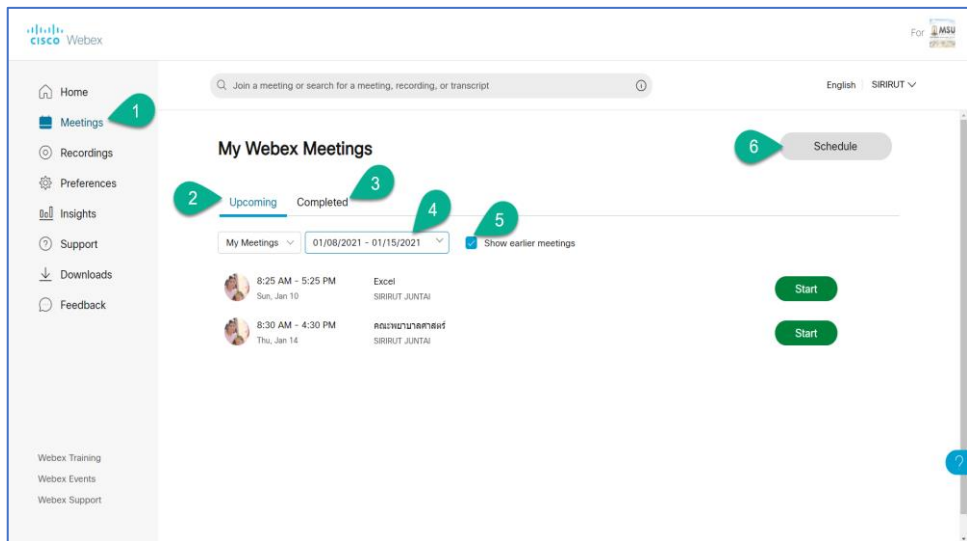 CISCO Webex
For MSU
Home
Meetings
Recordings
Preferences
Insights
Support
Downloads
Feedback
Webex Training
Webex Events
Webex Support
Join a meeting or search for a meeting, recording, or transcript
English SIRIRUT
My Webex Meetings
Schedule
Upcoming Completed
My Meetings 01/08/2021 - 01/15/2021 Show earlier meetings
8:25 AM - 5:25 PM Excel Start
Sun, Jan 10 SIRIRUT JUNTAI
8:30 AM - 4:30 PM คณะพยาบาลศาสตร์ Start
Thu, Jan 14 SIRIRUT JUNTAI
1
2
3
4
5
6
?